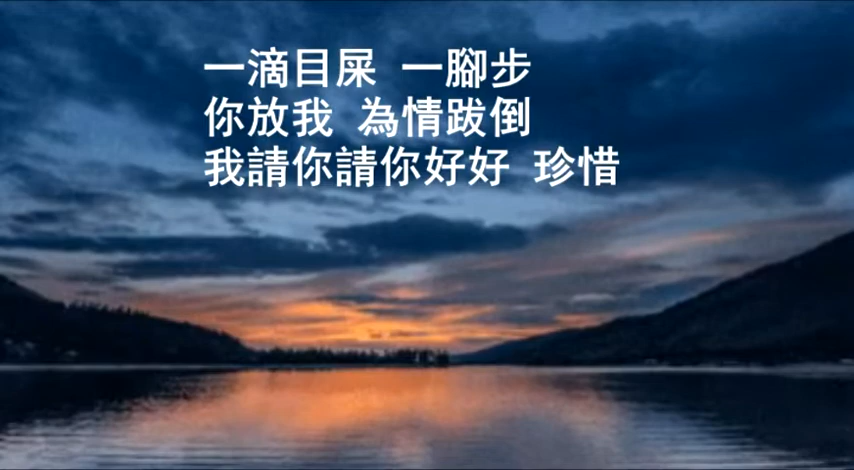 一滴目屎 一腳步
你放我 為情跋倒
我請你請你好好 珍惜